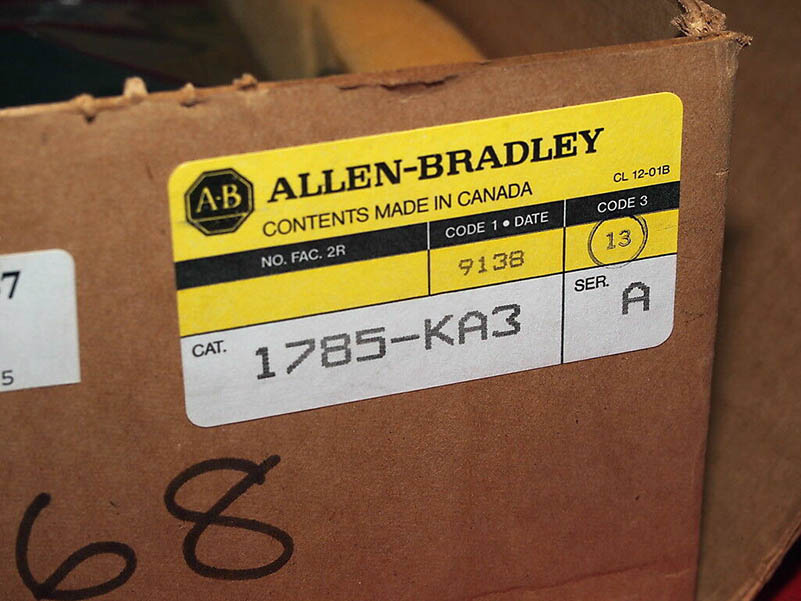 A-B
ALLEN-BRADLEY
CONTENTS MADE IN CANADA
CL 12-01B
NO. FAC. 2R
CODE 1 • DATE
CODE 3
9138
13
CAT.
1785-KA3
SER.
A
7
5
68